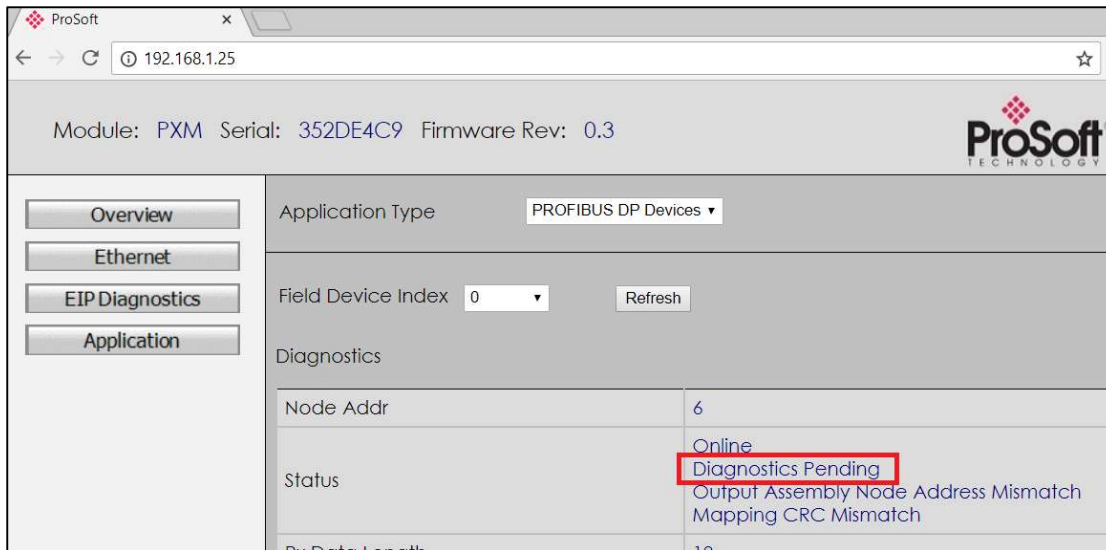 ProSoft
192.168.1.25
Module: PXM Serial: 352DE4C9 Firmware Rev: 0.3
ProSoft
TECHNOLOGY
Overview
Ethernet
EIP Diagnostics
Application
Application Type PROFIBUS DP Devices
Field Device Index 0 Refresh
Diagnostics
Node Addr 6
Status
Online
Diagnostics Pending
Output Assembly Node Address Mismatch
Mapping CRC Mismatch